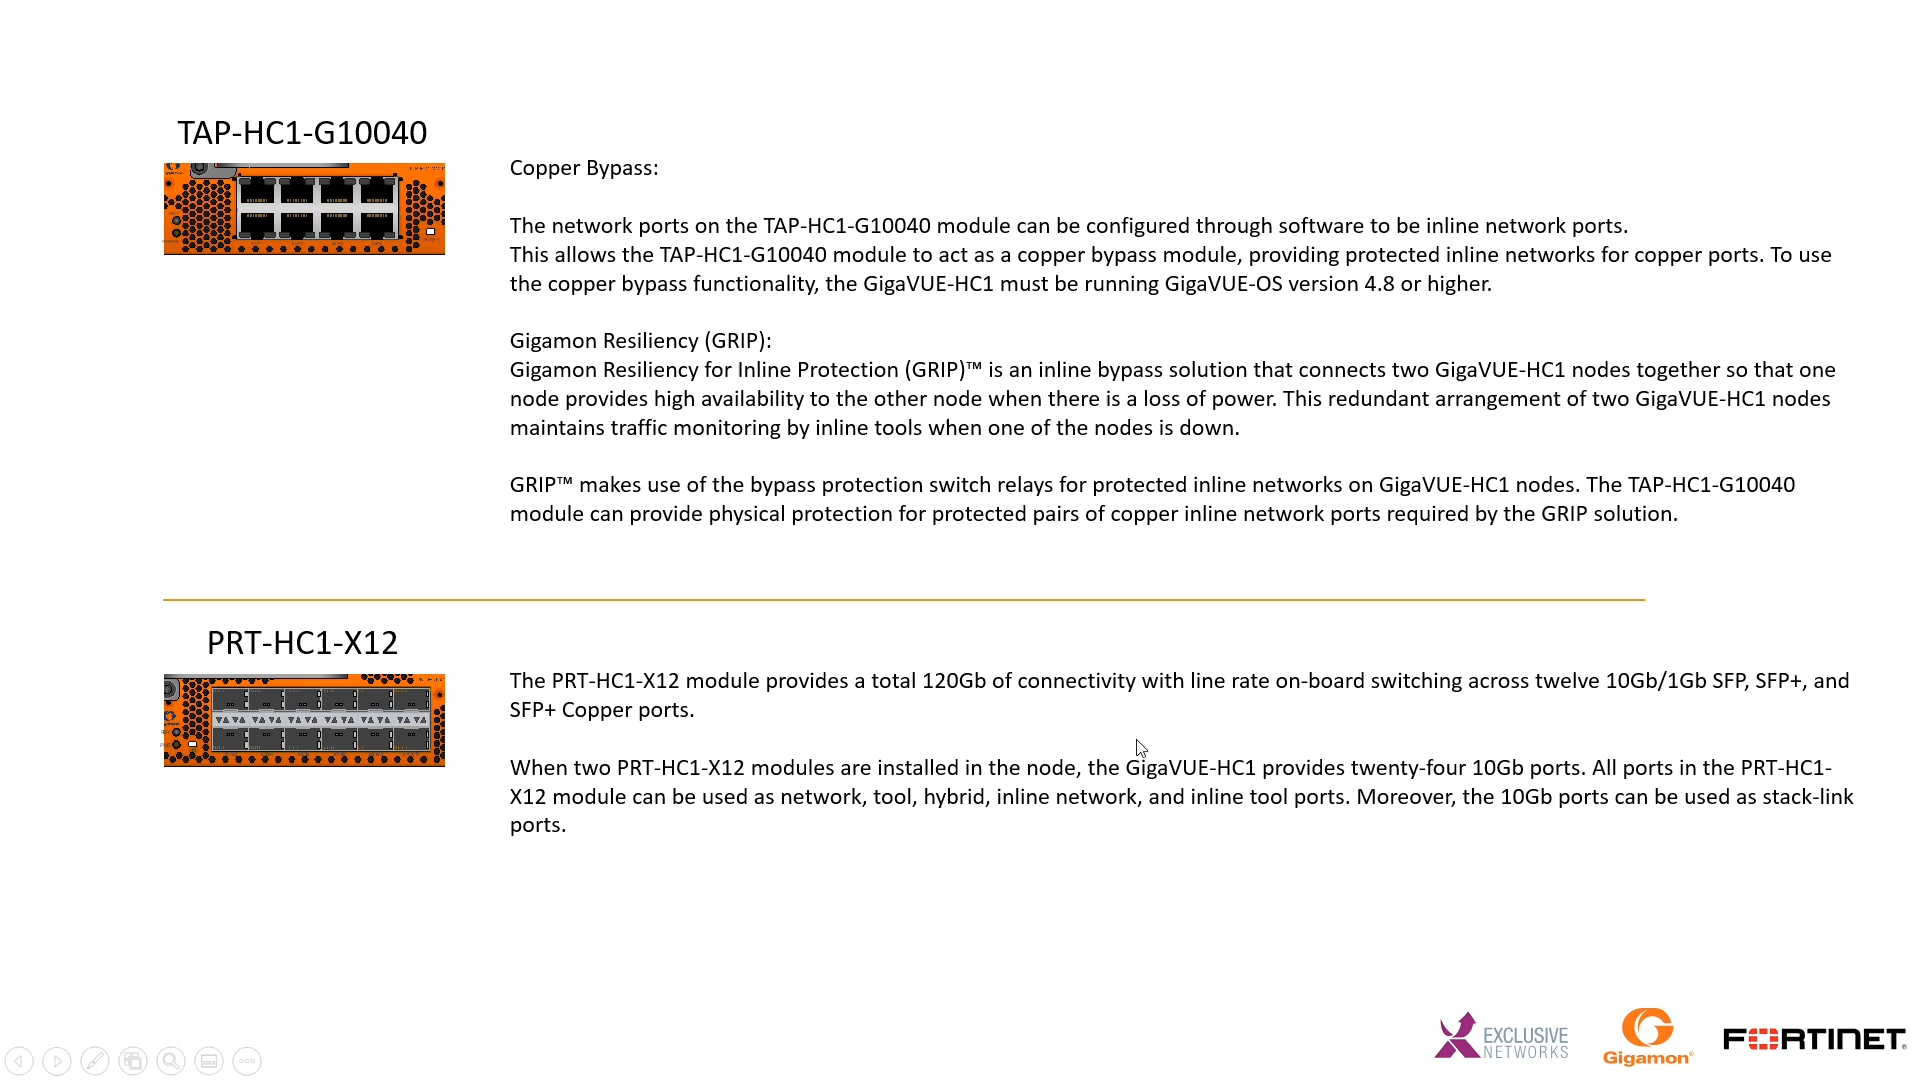 TAP-HC1-G10040
Copper Bypass:
The network ports on the TAP-HC1-G10040 module can be configured through software to be inline network ports.
This allows the TAP-HC1-G10040 module to act as a copper bypass module, providing protected inline networks for copper ports. To use
the copper bypass functionality, the GigaVUE-HC1 must be running GigaVUE-OS version 4.8 or higher.
Gigamon Resiliency (GRIP):
Gigamon Resiliency for Inline Protection (GRIP)™ is an inline bypass solution that connects two GigaVUE-HC1 nodes together so that one
node provides high availability to the other node when there is a loss of power. This redundant arrangement of two GigaVUE-HC1 nodes
maintains traffic monitoring by inline tools when one of the nodes is down.
GRIP™ makes use of the bypass protection switch relays for protected inline networks on GigaVUE-HC1 nodes. The TAP-HC1-G10040
module can provide physical protection for protected pairs of copper inline network ports required by the GRIP solution.
PRT-HC1-X12
The PRT-HC1-X12 module provides a total 120Gb of connectivity with line rate on-board switching across twelve 10Gb/1Gb SFP, SFP+, and
SFP+ Copper ports.
When two PRT-HC1-X12 modules are installed in the node, the GigaVUE-HC1 provides twenty-four 10Gb ports. All ports in the PRT-HC1-
X12 module can be used as network, tool, hybrid, inline network, and inline tool ports. Moreover, the 10Gb ports can be used as stack-link
ports.
EXCLUSIVE
NETWORKS
Gigamon®
FORTINET®